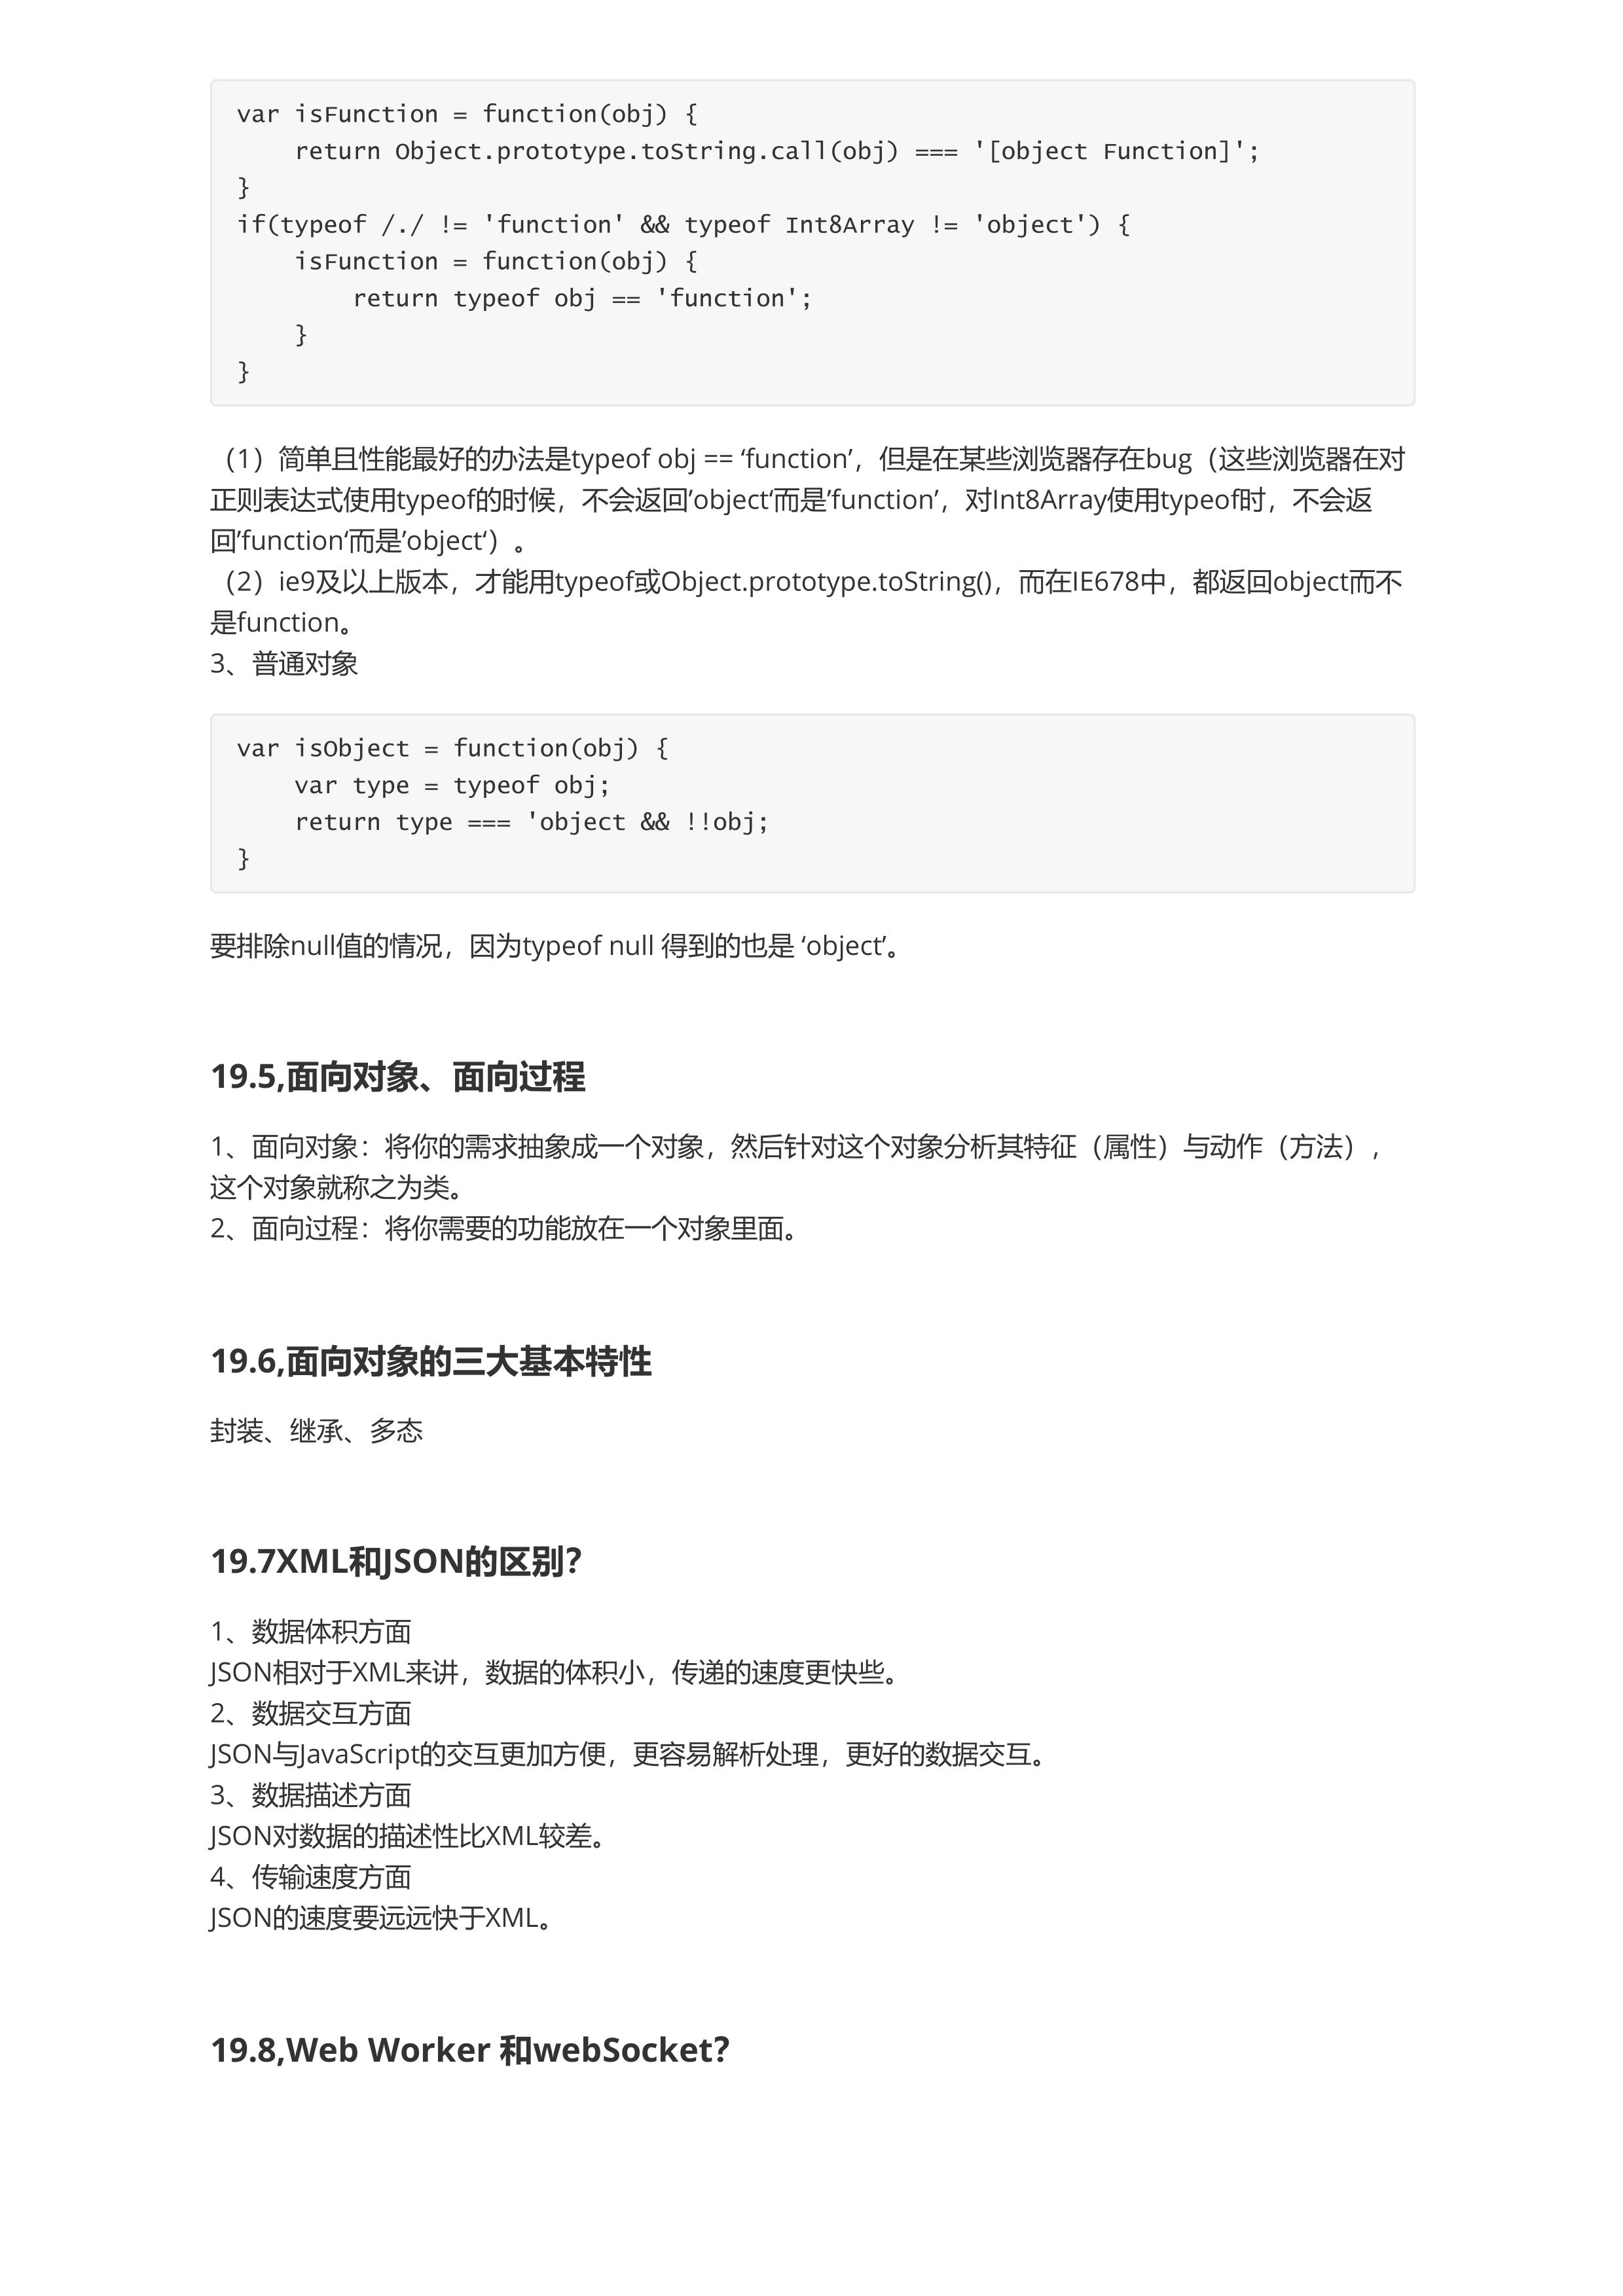 var isFunction = function(obj) {
    return Object.prototype.toString.call(obj) === '[object Function]';
}
if(typeof /./ != 'function' && typeof Int8Array != 'object') {
    isFunction = function(obj) {
        return typeof obj == 'function';
    }
}
（1）简单且性能最好的办法是typeof obj == ‘function’，但是在某些浏览器存在bug（这些浏览器在对
正则表达式使用typeof的时候，不会返回’object‘而是’function’，对Int8Array使用typeof时，不会返
回’function‘而是’object‘）。
（2）ie9及以上版本，才能用typeof或Object.prototype.toString()，而在IE678中，都返回object而不
是function。
3、普通对象
var isObject = function(obj) {
    var type = typeof obj;
    return type === 'object && !!obj;
}
要排除null值的情况，因为typeof null 得到的也是 ‘object’。
19.5,面向对象、面向过程
1、面向对象：将你的需求抽象成一个对象，然后针对这个对象分析其特征（属性）与动作（方法），
这个对象就称之为类。
2、面向过程：将你需要的功能放在一个对象里面。
19.6,面向对象的三大基本特性
封装、继承、多态
19.7XML和JSON的区别？
1、数据体积方面
JSON相对于XML来讲，数据的体积小，传递的速度更快些。
2、数据交互方面
JSON与JavaScript的交互更加方便，更容易解析处理，更好的数据交互。
3、数据描述方面
JSON对数据的描述性比XML较差。
4、传输速度方面
JSON的速度要远远快于XML。
19.8,Web Worker 和webSocket？